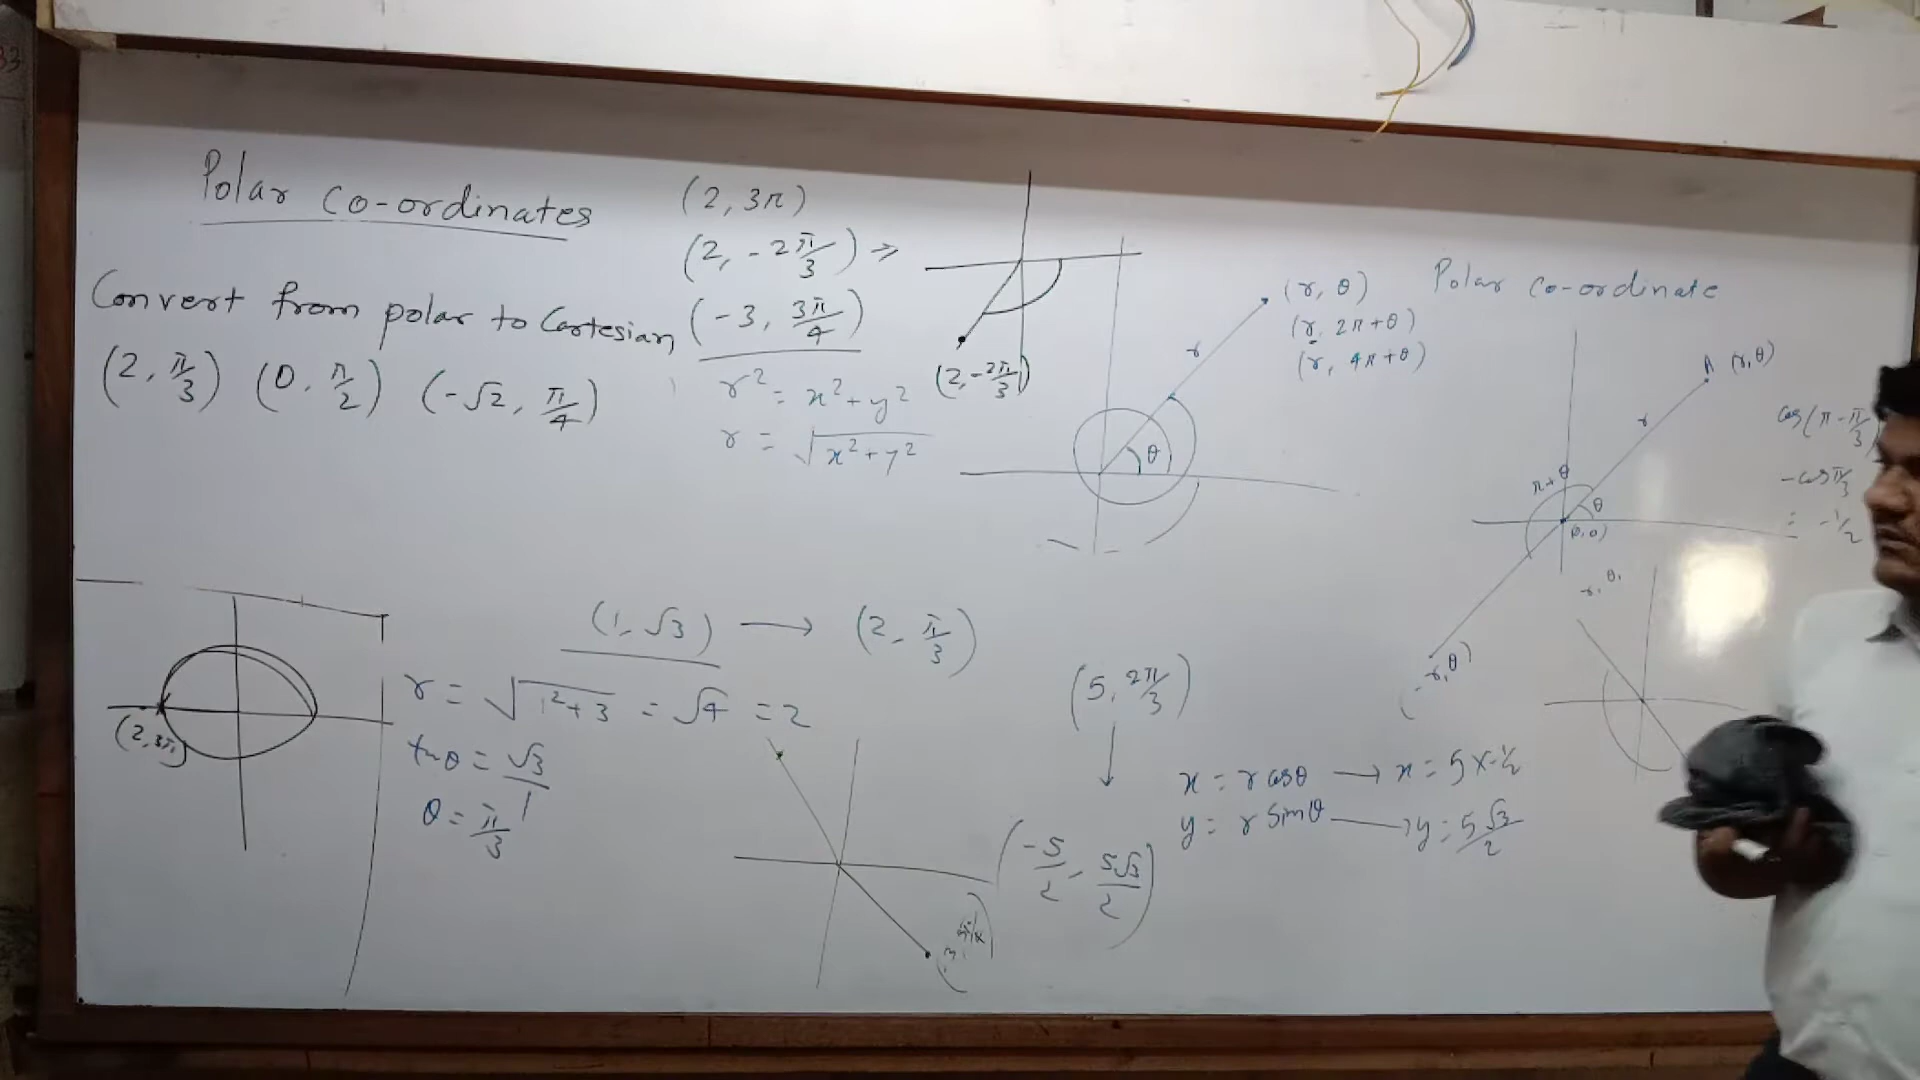 Polar Co-ordinates
(2, 3π)
(2, -2π/3) ⇒
Convert from polar to Cartesian
(-3, 3π/4)
(2, π/3) (0, π/2) (-√2, π/4)
r² = x² + y²
r = √x² + y²
(2, -2π/3)
(r, θ)
(r, 2π+θ)
(r, 4π+θ)
r
θ
Polar Co-ordinate
A (r, θ)
r
π+θ
θ
(0,0)
(-r, θ)
cos(π - π/3)
-cos π/3
= -1/2
-r, θ
(2, 3π)
(1, √3) → (2, π/3)
r = √1²+3 = √4 = 2
tanθ = √3/1
θ = π/3
(5, 2π/3)
↓
(-5/2, 5√3/2)
x = r cosθ → x = 5 × -1/2
y = r sinθ → y = 5√3/2